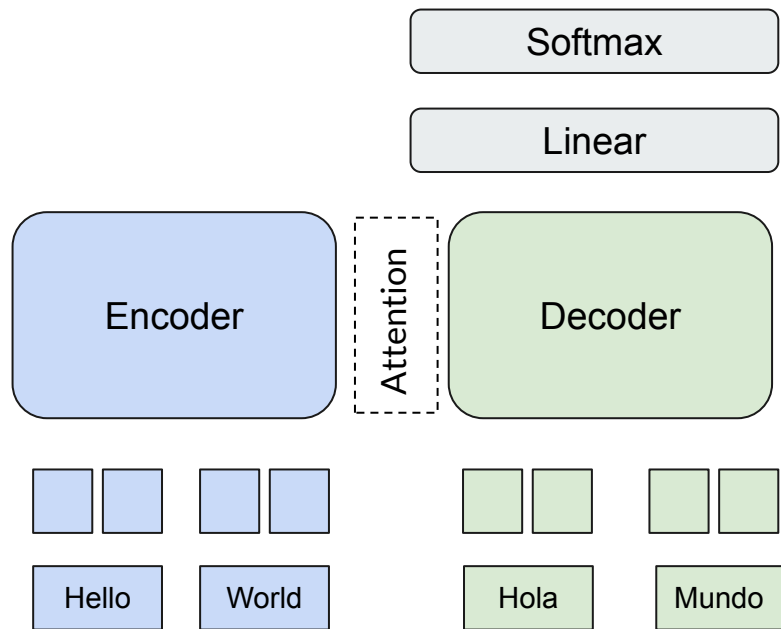 Softmax
Linear
Encoder
Attention
Decoder
Hello
World
Hola
Mundo